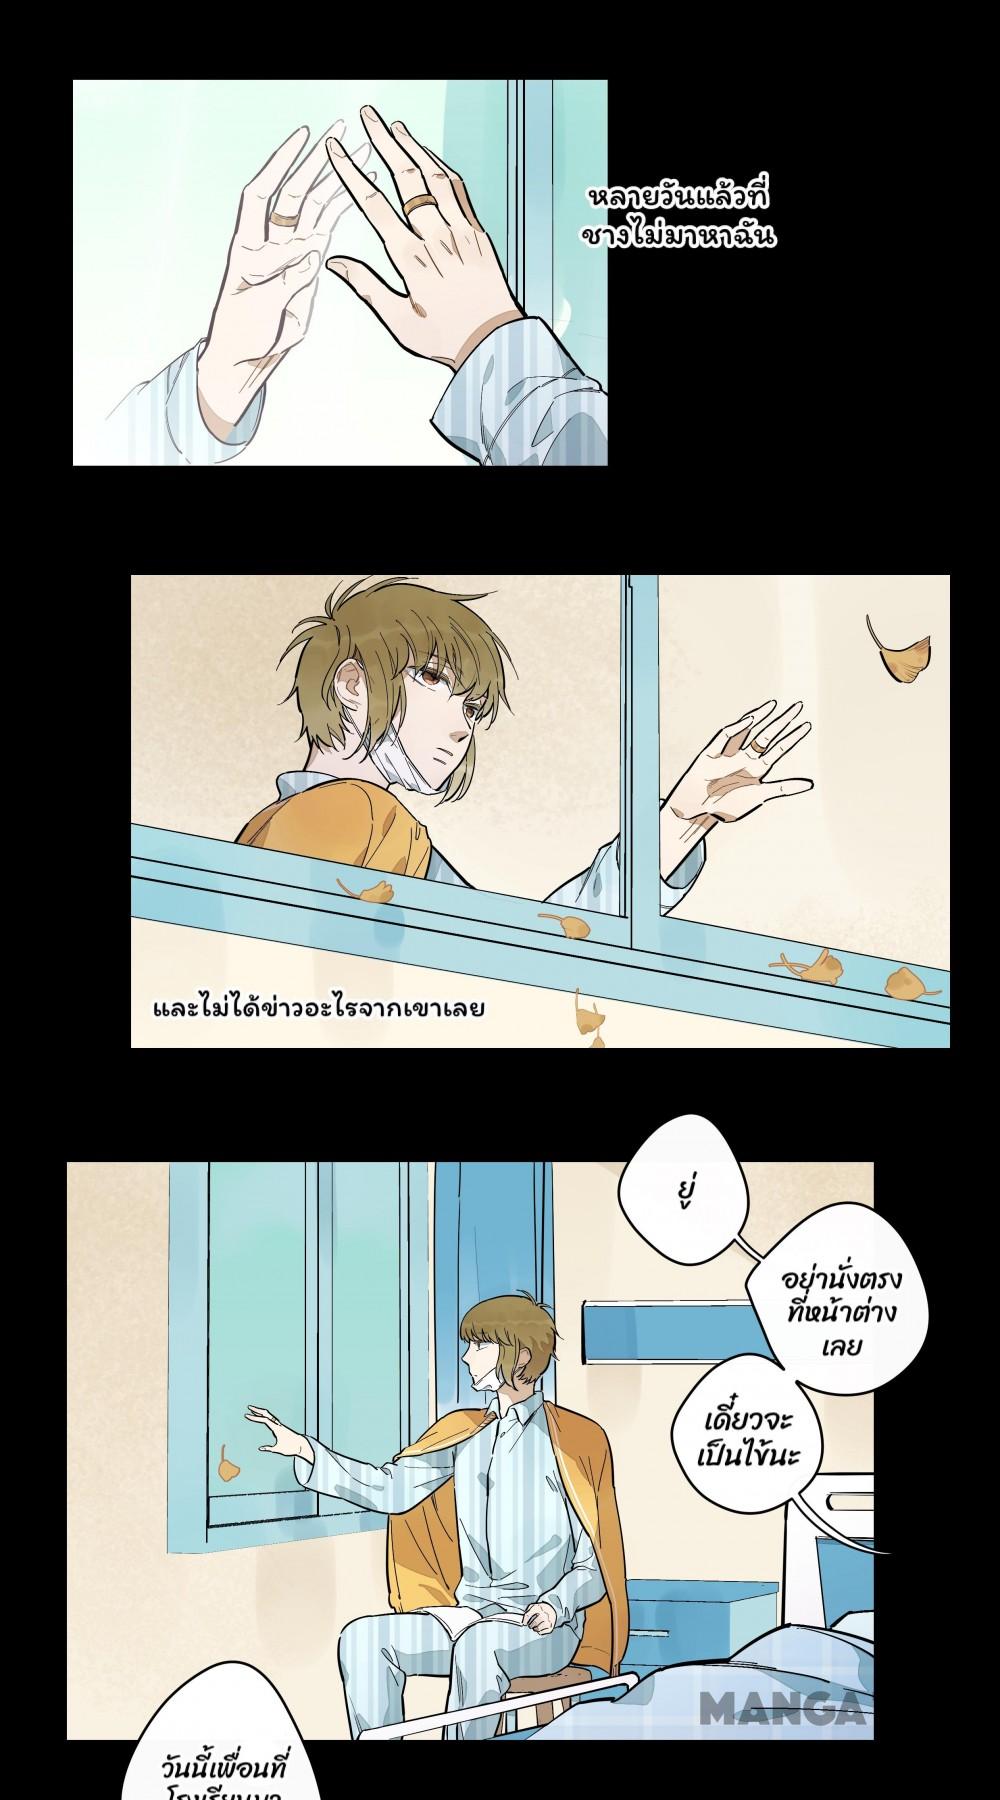 หลายวันแล้วที่
ชางไม่มาหาฉัน
และไม่ได้ข่าวอะไรจากเขาเลย
ยู่
อย่านั่งตรง
ที่หน้าต่าง
เลย
เดี๋ยวจะ
เป็นไข้นะ
MANGA
วันนี้เพื่อนที่